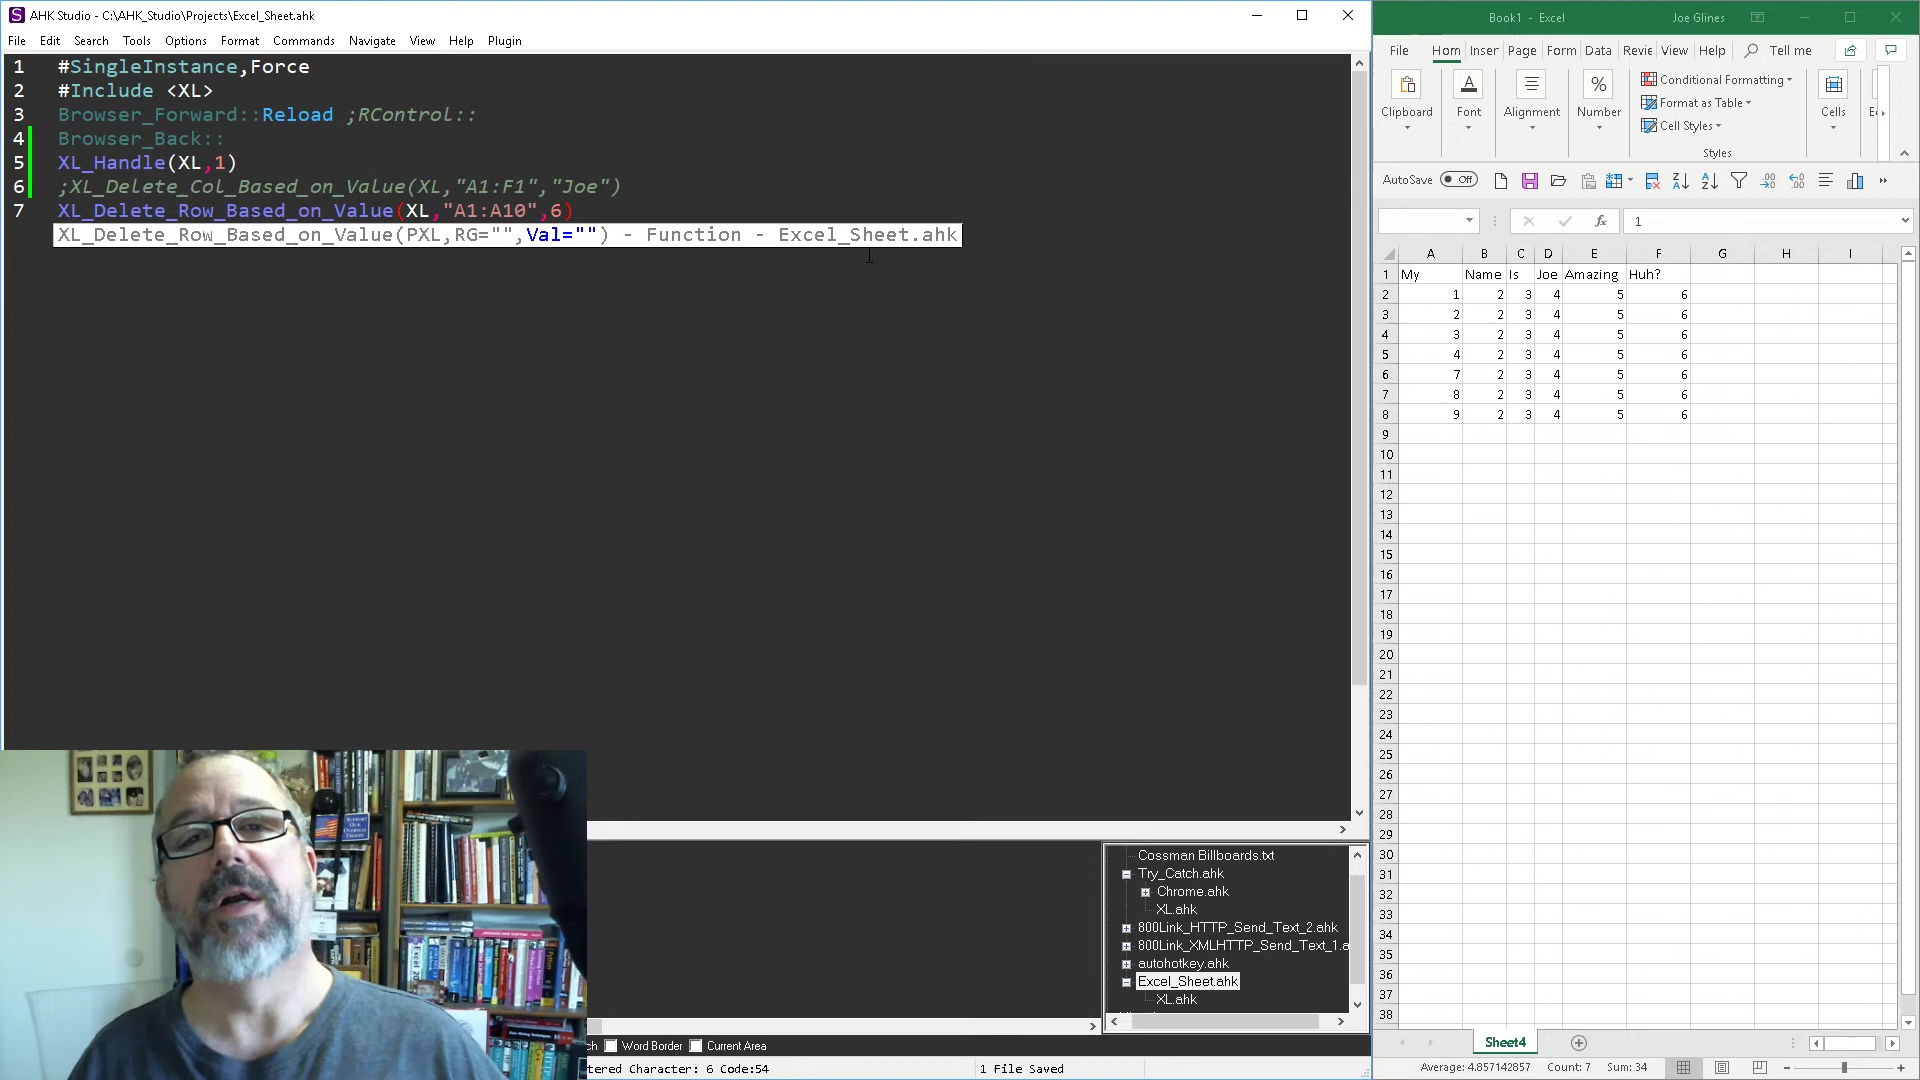 AHK Studio - C:\AHK_Studio\Projects\Excel_Sheet.ahk
File Edit Search Tools Options Format Commands Navigate View Help Plugin
1 #SingleInstance,Force
2 #Include <XL>
3 Browser_Forward::Reload ;RControl::
4 Browser_Back::
5 XL_Handle(XL,1)
6 ;XL_Delete_Col_Based_on_Value(XL,"A1:F1","Joe")
7 XL_Delete_Row_Based_on_Value(XL,"A1:A10",6)
XL_Delete_Row_Based_on_Value(PXL,RG="",Val="") - Function - Excel_Sheet.ahk
Cossman Billboards.txt
Try_Catch.ahk
Chrome.ahk
XL.ahk
800Link_HTTP_Send_Text_2.ahk
800Link_XMLHTTP_Send_Text_1.a
autohotkey.ahk
Excel_Sheet.ahk
XL.ahk
ch Word Border Current Area
tered Character: 6 Code:54 1 File Saved
Book1 - Excel Joe Glines
File Hom Inser Page Form Data Revie View Help Tell me
Clipboard Font Alignment Number
Conditional Formatting
Format as Table
Cell Styles
Styles
Cells
AutoSave Off
fx 1
A B C D E F G H I
1 My Name Is Joe Amazing Huh?
2 1 2 3 4 5 6
3 2 2 3 4 5 6
4 3 2 3 4 5 6
5 4 2 3 4 5 6
6 7 2 3 4 5 6
7 8 2 3 4 5 6
8 9 2 3 4 5 6
9
10
11
12
13
14
15
16
17
18
19
20
21
22
23
24
25
26
27
28
29
30
31
32
33
34
35
36
37
38
Sheet4
Average: 4.857142857 Count: 7 Sum: 34